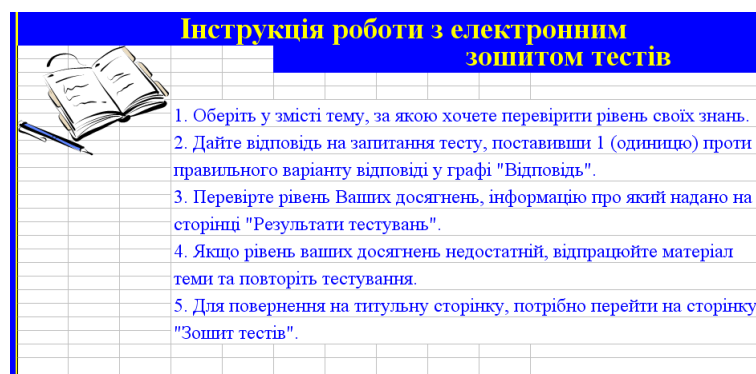 Інструкція роботи з електронним
зошитом тестів
1. Оберіть у змісті тему, за якою хочете перевірити рівень своїх знань.
2. Дайте відповідь на запитання тесту, поставивши 1 (одиницю) проти
правильного варіанту відповіді у графі "Відповідь".
3. Перевірте рівень Ваших досягнень, інформацію про який надано на
сторінці "Результати тестувань".
4. Якщо рівень ваших досягнень недостатній, відпрацюйте матеріал
теми та повторіть тестування.
5. Для повернення на титульну сторінку, потрібно перейти на сторінку
"Зошит тестів".